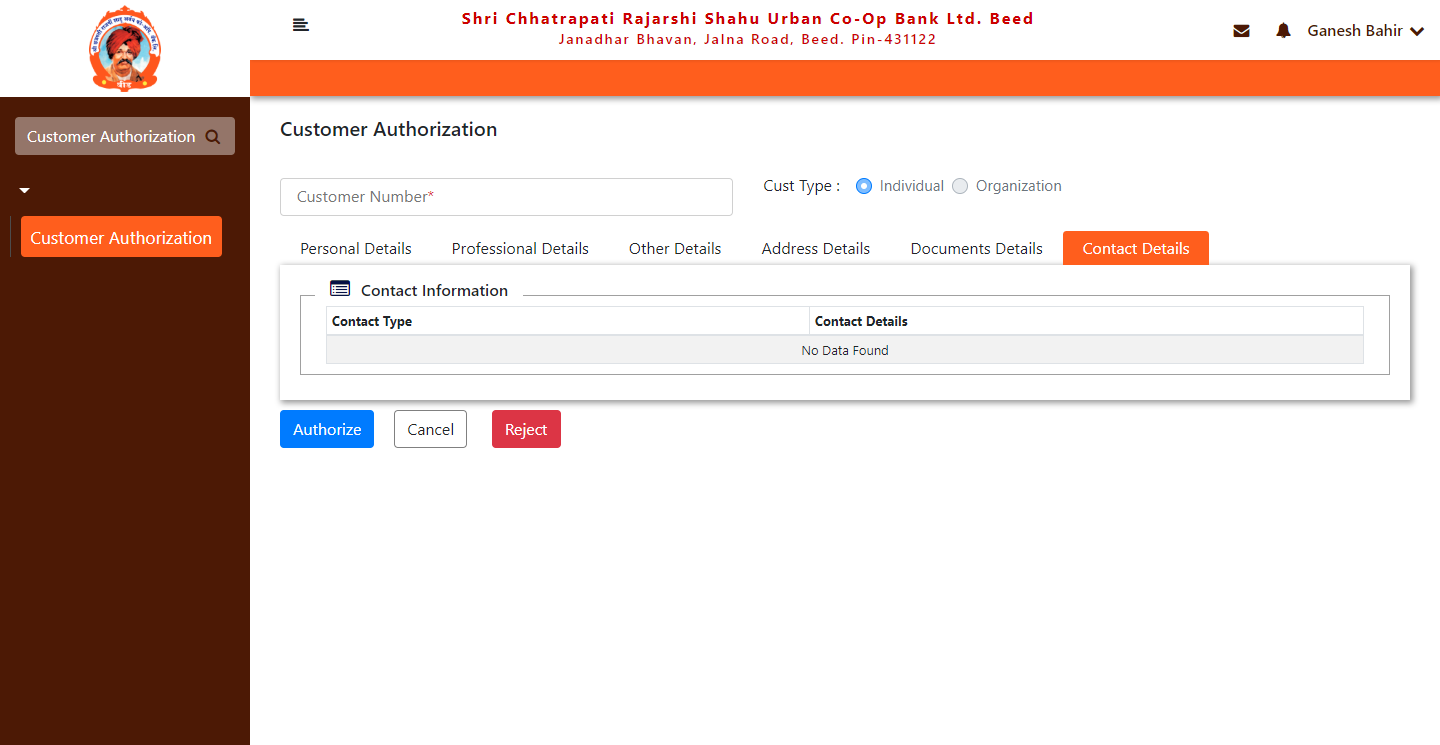 Shri Chhatrapati Rajarshi Shahu Urban Co-Op Bank Ltd. Beed
Janadhar Bhavan, Jalna Road, Beed. Pin-431122
Ganesh Bahir
बीड
Customer Authorization
Customer Authorization
Customer Authorization
Customer Number*
Cust Type : Individual Organization
Personal Details Professional Details Other Details Address Details Documents Details Contact Details
Contact Information
Contact Type Contact Details
No Data Found
Authorize Cancel Reject